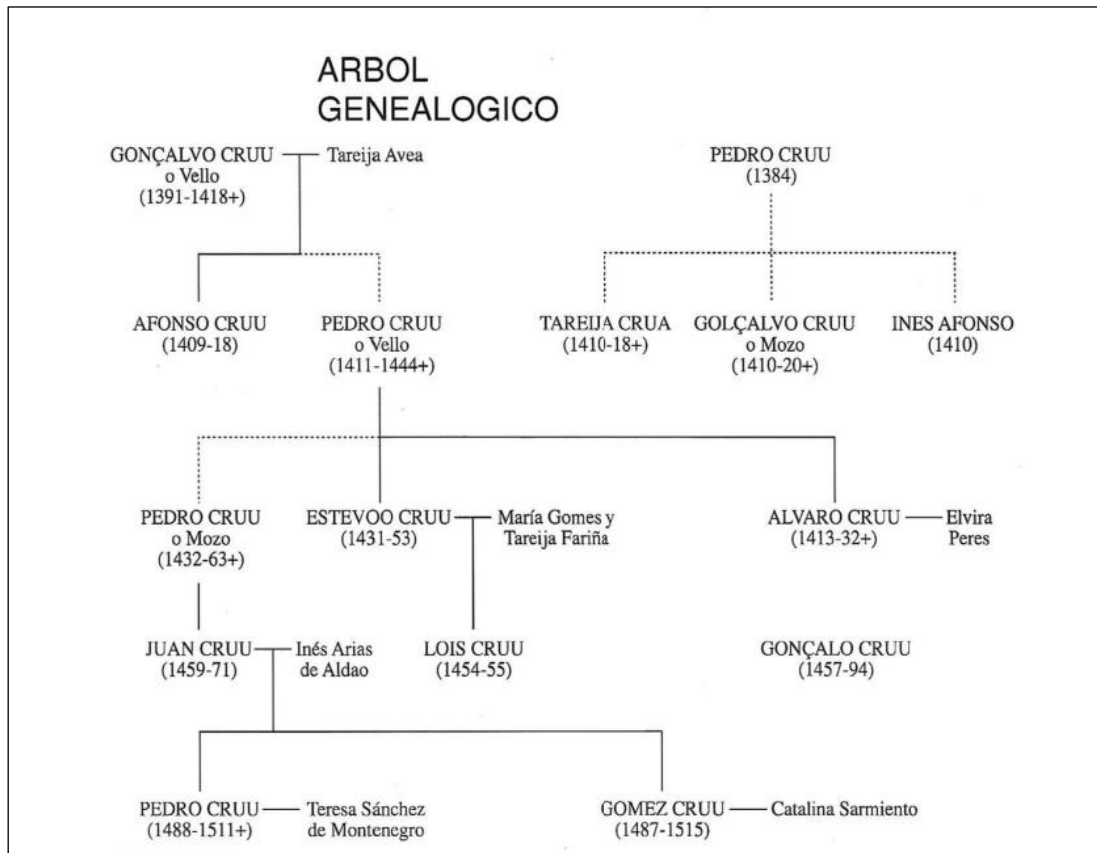 ARBOL
GENEALOGICO
GONÇALVO CRUU
o Vello
(1391-1418+)
Tareija Avea
PEDRO CRUU
(1384)
AFONSO CRUU
(1409-18)
PEDRO CRUU
o Vello
(1411-1444+)
TAREIJA CRUA
(1410-18+)
GOLÇALVO CRUU
o Mozo
(1410-20+)
INES AFONSO
(1410)
PEDRO CRUU
o Mozo
(1432-63+)
ESTEVOO CRUU
(1431-53)
María Gomes y
Tareija Fariña
ALVARO CRUU
(1413-32+)
Elvira
Peres
JUAN CRUU
(1459-71)
Inés Arias
de Aldao
LOIS CRUU
(1454-55)
GONÇALO CRUU
(1457-94)
PEDRO CRUU
(1488-1511+)
Teresa Sánchez
de Montenegro
GOMEZ CRUU
(1487-1515)
Catalina Sarmiento